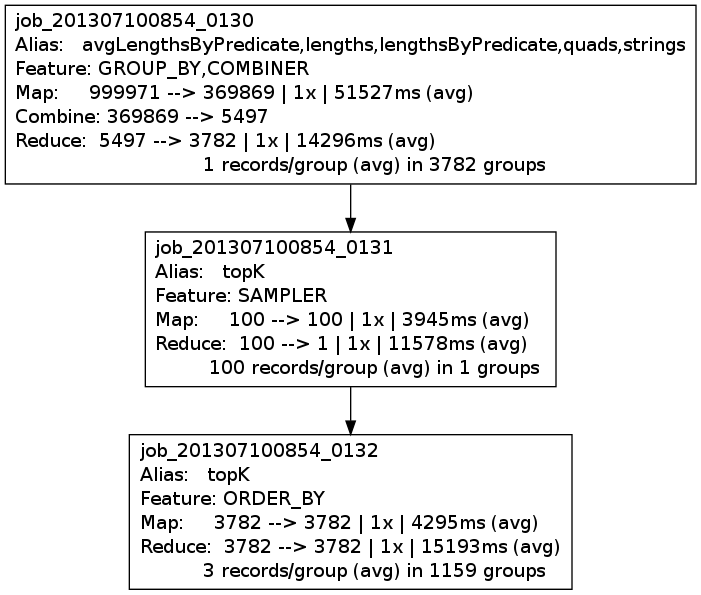 job_201307100854_0130
Alias:   avgLengthsByPredicate,lengths,lengthsByPredicate,quads,strings
Feature: GROUP_BY,COMBINER
Map:     999971 --> 369869 | 1x | 51527ms (avg)
Combine: 369869 --> 5497
Reduce:  5497 --> 3782 | 1x | 14296ms (avg)
1 records/group (avg) in 3782 groups
job_201307100854_0131
Alias:   topK
Feature: SAMPLER
Map:     100 --> 100 | 1x | 3945ms (avg)
Reduce:  100 --> 1 | 1x | 11578ms (avg)
100 records/group (avg) in 1 groups
job_201307100854_0132
Alias:   topK
Feature: ORDER_BY
Map:     3782 --> 3782 | 1x | 4295ms (avg)
Reduce:  3782 --> 3782 | 1x | 15193ms (avg)
3 records/group (avg) in 1159 groups